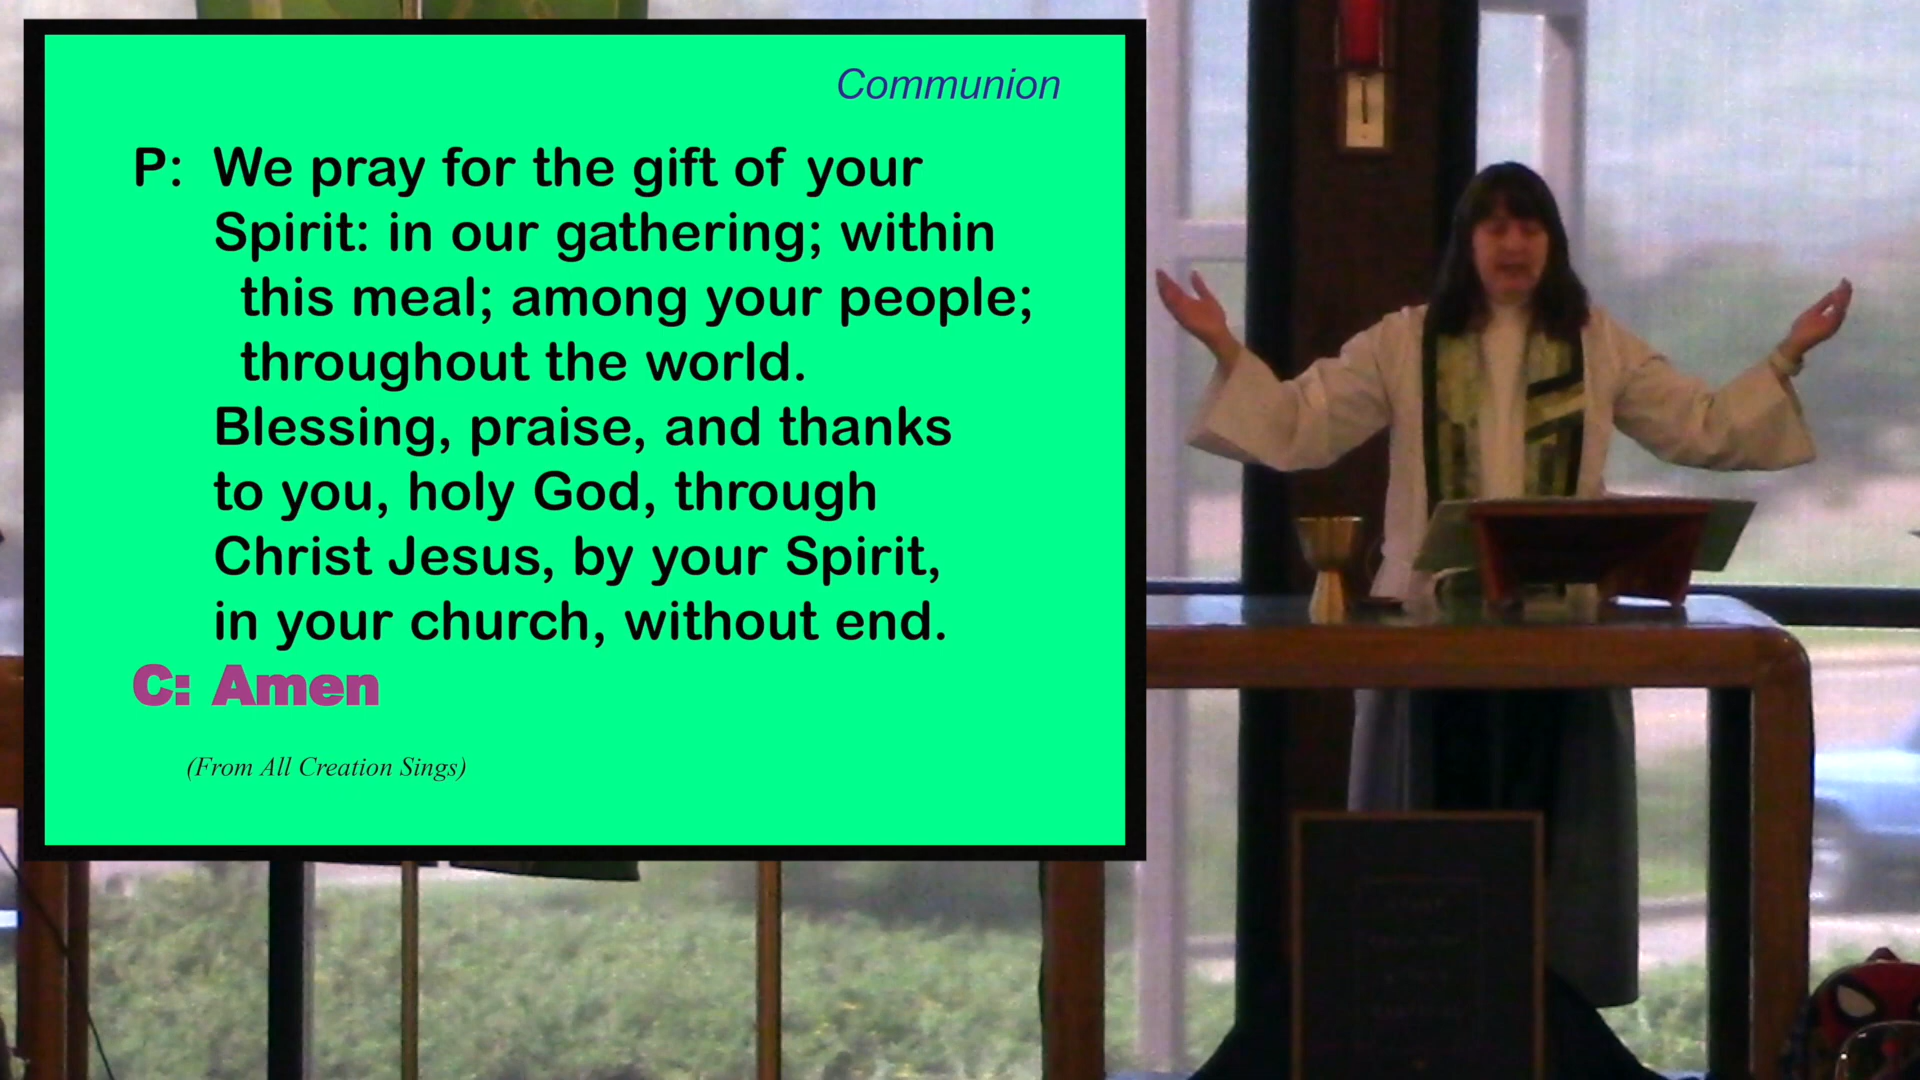 Communion
P: We pray for the gift of your
Spirit: in our gathering; within
this meal; among your people;
throughout the world.
Blessing, praise, and thanks
to you, holy God, through
Christ Jesus, by your Spirit,
in your church, without end.
C: Amen
(From All Creation Sings)